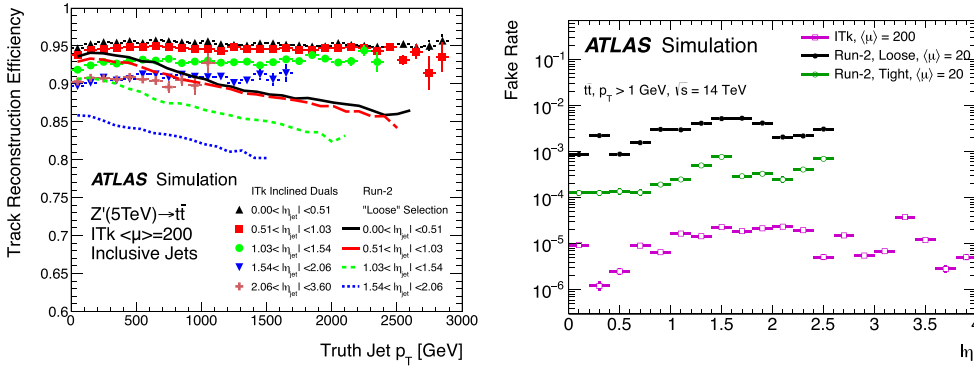 Track Reconstruction Efficiency
1
0.95
0.9
0.85
0.8
0.75
0.7
0.65
0.6
ATLAS Simulation
Z'(5TeV)→tt̄
ITk <μ>=200
Inclusive Jets
ITk Inclined Duals
0.00< |η_jet| <0.51
0.51< |η_jet| <1.03
1.03< |η_jet| <1.54
1.54< |η_jet| <2.06
2.06< |η_jet| <3.60
Run-2
"Loose" Selection
0.00< |η_jet| <0.51
0.51< |η_jet| <1.03
1.03< |η_jet| <1.54
1.54< |η_jet| <2.06
0 500 1000 1500 2000 2500 3000
Truth Jet p_T [GeV]
Fake Rate
10⁻¹
10⁻²
10⁻³
10⁻⁴
10⁻⁵
10⁻⁶
ATLAS Simulation
tt̄, p_T > 1 GeV, √s = 14 TeV
ITk, ⟨μ⟩ = 200
Run-2, Loose, ⟨μ⟩ = 20
Run-2, Tight, ⟨μ⟩ = 20
0 0.5 1 1.5 2 2.5 3 3.5 4
|η